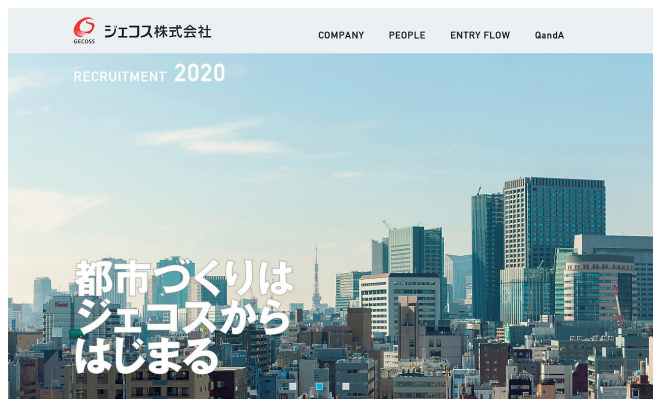 GECOSS
ジェコス株式会社
COMPANY
PEOPLE
ENTRY FLOW
QandA
RECRUITMENT 2020
都市づくりは
ジェコスから
はじまる